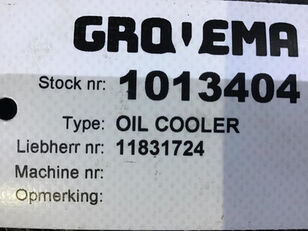 GRO'EMA
Stock nr: 1013404
Type: OIL COOLER
Liebherr nr: 11831724
Machine nr:
Opmerking: